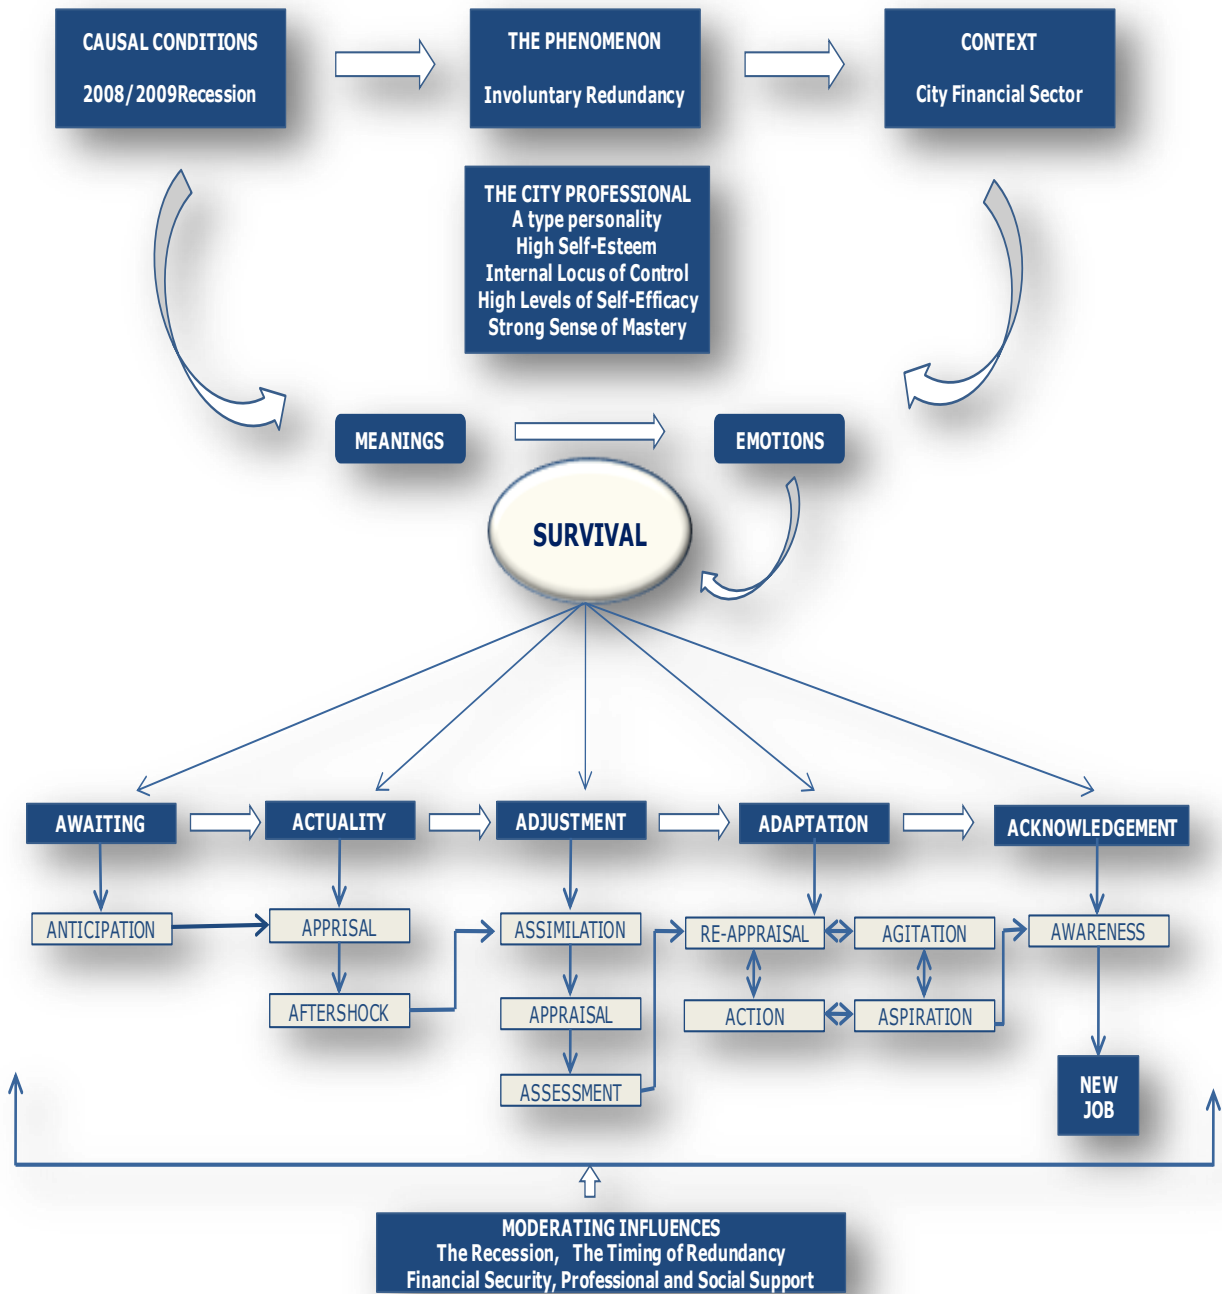 CAUSAL CONDITIONS
2008/2009Recession
THE PHENOMENON
Involuntary Redundancy
CONTEXT
City Financial Sector
THE CITY PROFESSIONAL
A type personality
High Self-Esteem
Internal Locus of Control
High Levels of Self-Efficacy
Strong Sense of Mastery
MEANINGS
EMOTIONS
SURVIVAL
AWAITING
ACTUALITY
ADJUSTMENT
ADAPTATION
ACKNOWLEDGEMENT
ANTICIPATION
APPRISAL
ASSIMILATION
RE-APPRAISAL
AGITATION
AWARENESS
AFTERSHOCK
APPRAISAL
ACTION
ASPIRATION
ASSESSMENT
NEW
JOB
MODERATING INFLUENCES
The Recession, The Timing of Redundancy
Financial Security, Professional and Social Support